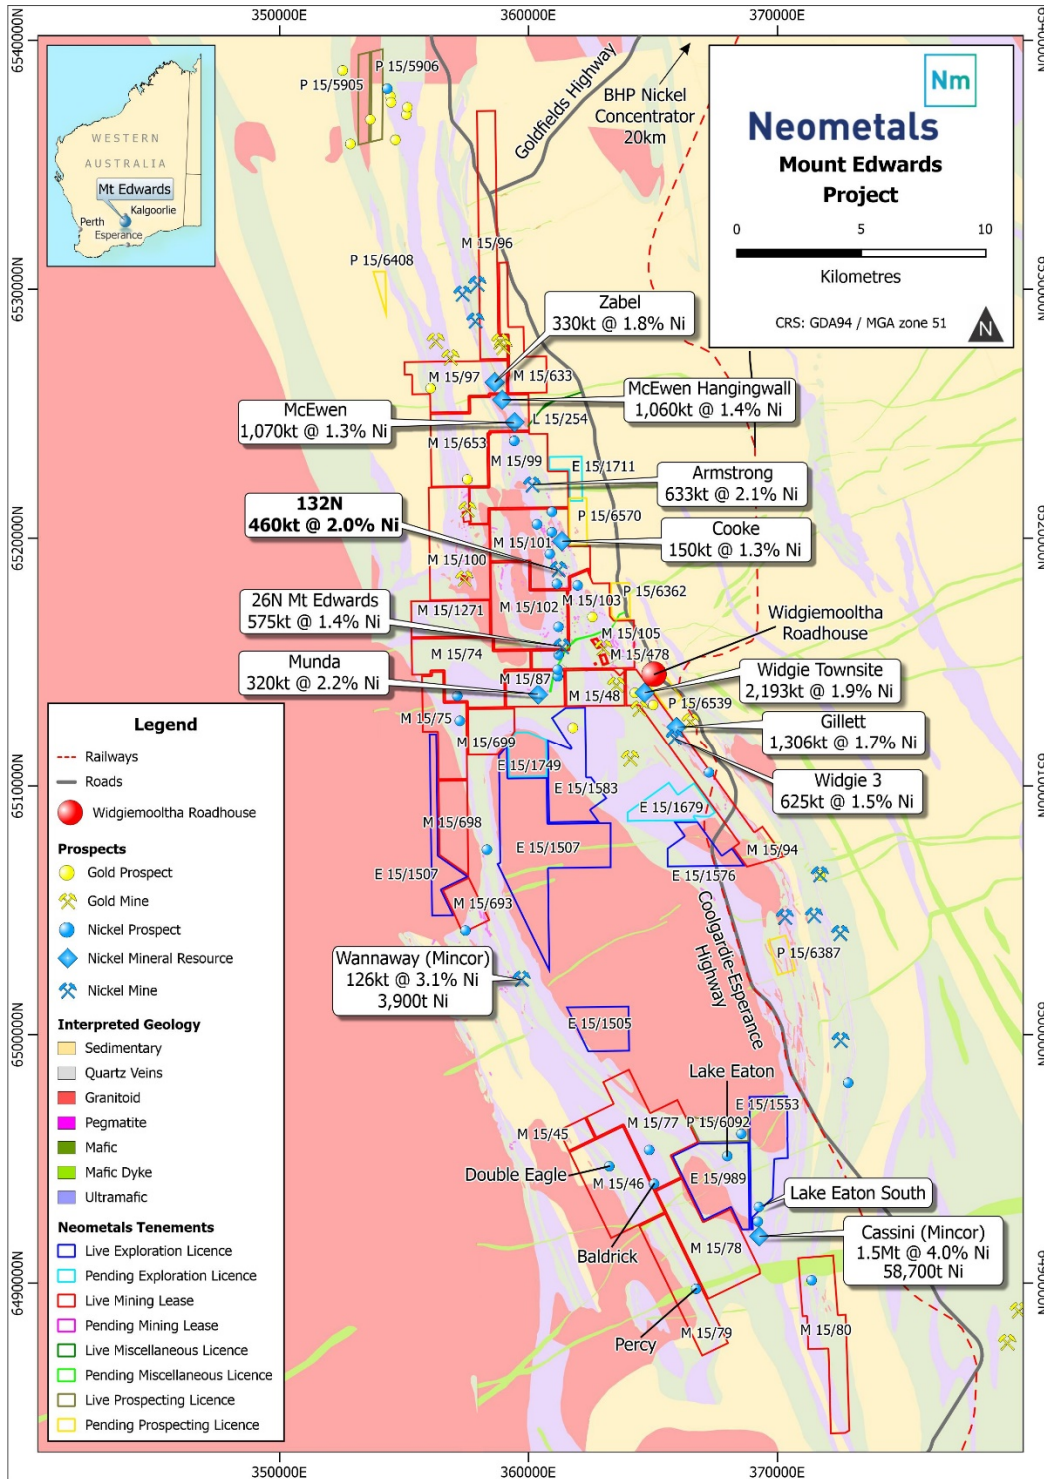 350000E
360000E
370000E
6540000N
6540000N
P 15/5906
P 15/5905
Goldfields Highway
BHP Nickel
Concentrator
20km
Nm
Neometals
Mount Edwards
Project
0
5
10
Kilometres
CRS: GDA94 / MGA zone 51
N
WESTERN
AUSTRALIA
Mt Edwards
Kalgoorlie
Perth
Esperance
M 15/96
P 15/6408
6530000N
6530000N
Zabel
330kt @ 1.8% Ni
M 15/97
M 15/633
McEwen Hangingwall
1,060kt @ 1.4% Ni
McEwen
1,070kt @ 1.3% Ni
L 15/254
M 15/653
M 15/99
E 15/1711
Armstrong
633kt @ 2.1% Ni
132N
460kt @ 2.0% Ni
P 15/6570
6520000N
6520000N
M 15/101
Cooke
150kt @ 1.3% Ni
M 15/100
26N Mt Edwards
575kt @ 1.4% Ni
M 15/1271
M 15/102
M 15/103
P 15/6362
Widgiemooltha
Roadhouse
M 15/105
M 15/74
M 15/478
Munda
320kt @ 2.2% Ni
M 15/87
M 15/48
Widgie Townsite
2,193kt @ 1.9% Ni
P 15/6539
M 15/75
M 15/699
Gillett
1,306kt @ 1.7% Ni
E 15/1749
E 15/1583
Widgie 3
625kt @ 1.5% Ni
6510000N
6510000N
E 15/1679
M 15/698
E 15/1507
M 15/94
E 15/1507
E 15/1576
M 15/693
Coolgardie-Esperance
Highway
P 15/6387
Wannaway (Mincor)
126kt @ 3.1% Ni
3,900t Ni
E 15/1505
6500000N
6500000N
Lake Eaton
E 15/1553
M 15/45
M 15/77
P 15/6092
Double Eagle
M 15/46
E 15/989
Lake Eaton South
Baldrick
M 15/78
Cassini (Mincor)
1.5Mt @ 4.0% Ni
58,700t Ni
6490000N
6490000N
Percy
M 15/79
M 15/80
Legend
Railways
Roads
Widgiemooltha Roadhouse
Prospects
Gold Prospect
Gold Mine
Nickel Prospect
Nickel Mineral Resource
Nickel Mine
Interpreted Geology
Sedimentary
Quartz Veins
Granitoid
Pegmatite
Mafic
Mafic Dyke
Ultramafic
Neometals Tenements
Live Exploration Licence
Pending Exploration Licence
Live Mining Lease
Pending Mining Lease
Live Miscellaneous Licence
Pending Miscellaneous Licence
Live Prospecting Licence
Pending Prospecting Licence
350000E
360000E
370000E